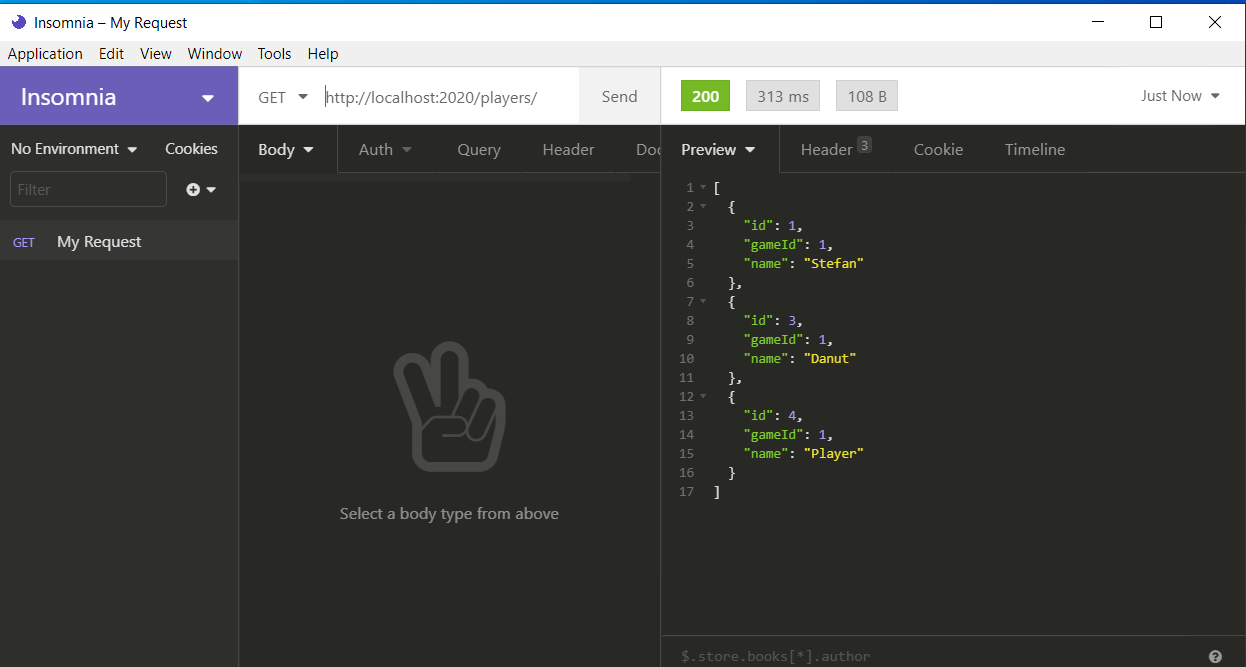 Insomnia – My Request
Application Edit View Window Tools Help
Insomnia
GET http://localhost:2020/players/ Send
200 313 ms 108 B Just Now
No Environment Cookies
Body Auth Query Header Doc
Preview Header 3 Cookie Timeline
Filter
GET My Request
Select a body type from above
1 [
2 {
3 "id": 1,
4 "gameId": 1,
5 "name": "Stefan"
6 },
7 {
8 "id": 3,
9 "gameId": 1,
10 "name": "Danut"
11 },
12 {
13 "id": 4,
14 "gameId": 1,
15 "name": "Player"
16 }
17 ]
$.store.books[*].author